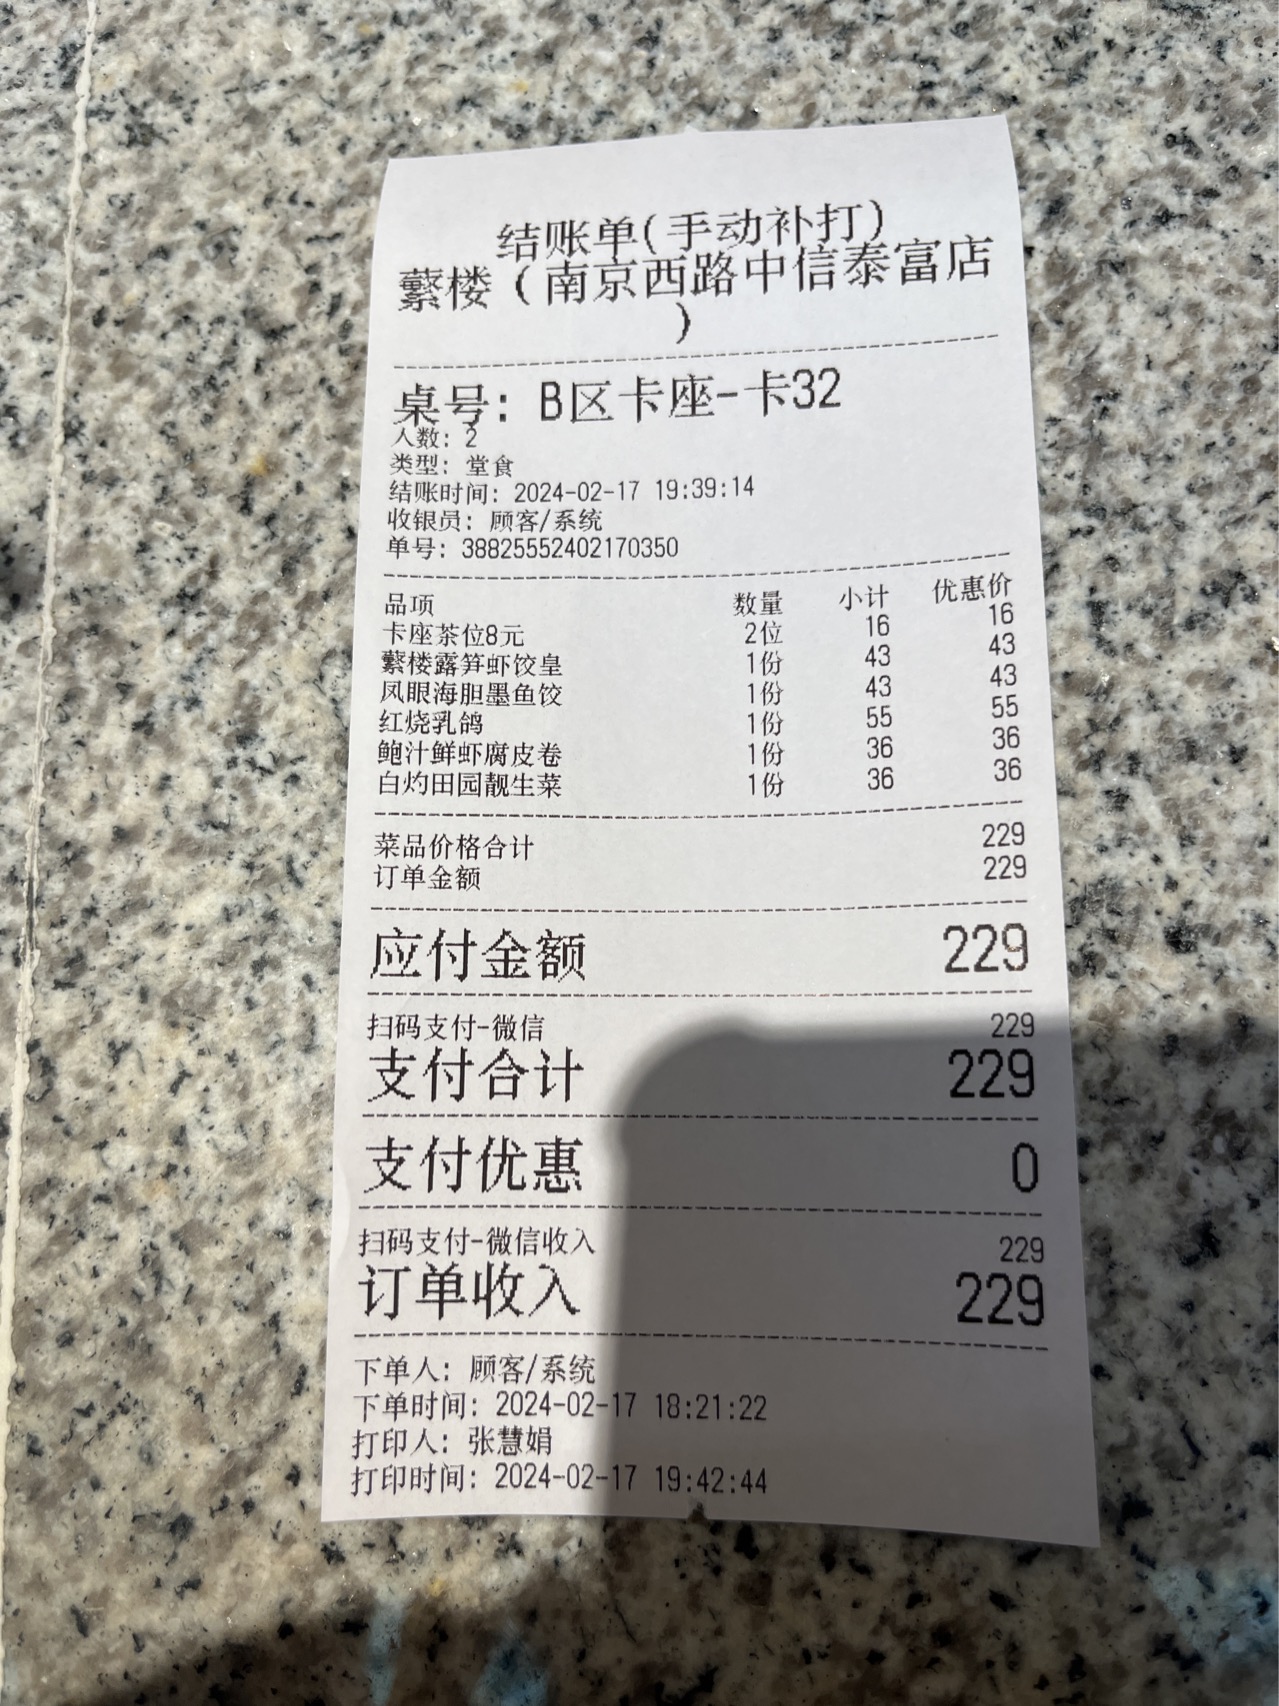 结账单(手动补打)
蘩楼（南京西路中信泰富店
）
桌号: B区卡座-卡32
人数: 2
类型: 堂食
结账时间: 2024-02-17 19:39:14
收银员: 顾客/系统
单号: 38825552402170350
品项 数量 小计 优惠价
卡座茶位8元 2位 16 16
蘩楼露笋虾饺皇 1份 43 43
凤眼海胆墨鱼饺 1份 43 43
红烧乳鸽 1份 55 55
鲍汁鲜虾腐皮卷 1份 36 36
白灼田园靓生菜 1份 36 36
菜品价格合计 229
订单金额 229
应付金额 229
扫码支付-微信 229
支付合计 229
支付优惠 0
扫码支付-微信收入 229
订单收入 229
下单人: 顾客/系统
下单时间: 2024-02-17 18:21:22
打印人: 张慧娟
打印时间: 2024-02-17 19:42:44